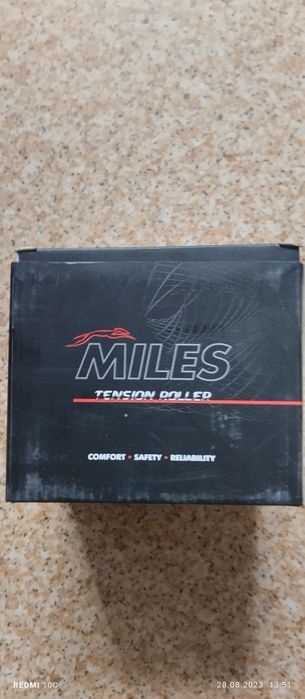 MILES
TENSION ROLLER
COMFORT • SAFETY • RELIABILITY
REDMI 10C
28.08.2023 13:51